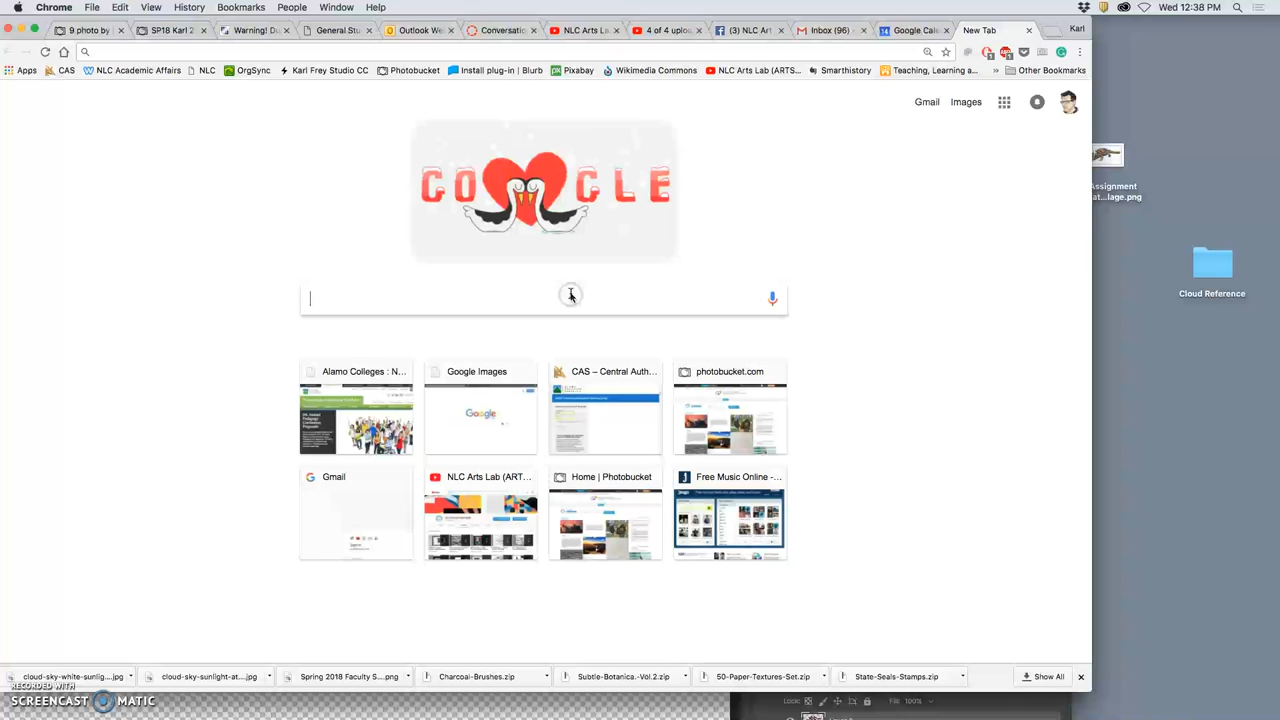 Chrome File Edit View History Bookmarks People Window Help Wed 12:38 PM
9 photo by SP18 Karl 2 Warning! Du General Stu Outlook We Conversatio NLC Arts La 4 of 4 uploa (3) NLC Art Inbox (96) Google Cale New Tab Karl
Apps CAS NLC Academic Affairs NLC OrgSync Karl Frey Studio CC Photobucket Install plug-in | Blurb Pixabay Wikimedia Commons NLC Arts Lab (ARTS... Smarthistory Teaching, Learning a... » Other Bookmarks
Gmail Images
GOOGLE
Assignment
at...lage.png
Cloud Reference
Alamo Colleges : N... Google Images CAS – Central Auth... photobucket.com
Google
Gmail NLC Arts Lab (ART... Home | Photobucket Free Music Online -...
cloud-sky-white-sunlig....jpg cloud-sky-sunlight-at....jpg Spring 2018 Faculty S....png Charcoal-Brushes.zip Subtle-Botanica.-Vol.2.zip 50-Paper-Textures-Set.zip State-Seals-Stamps.zip Show All
RECORDED WITH
SCREENCAST MATIC
Lock: Fill: 100%